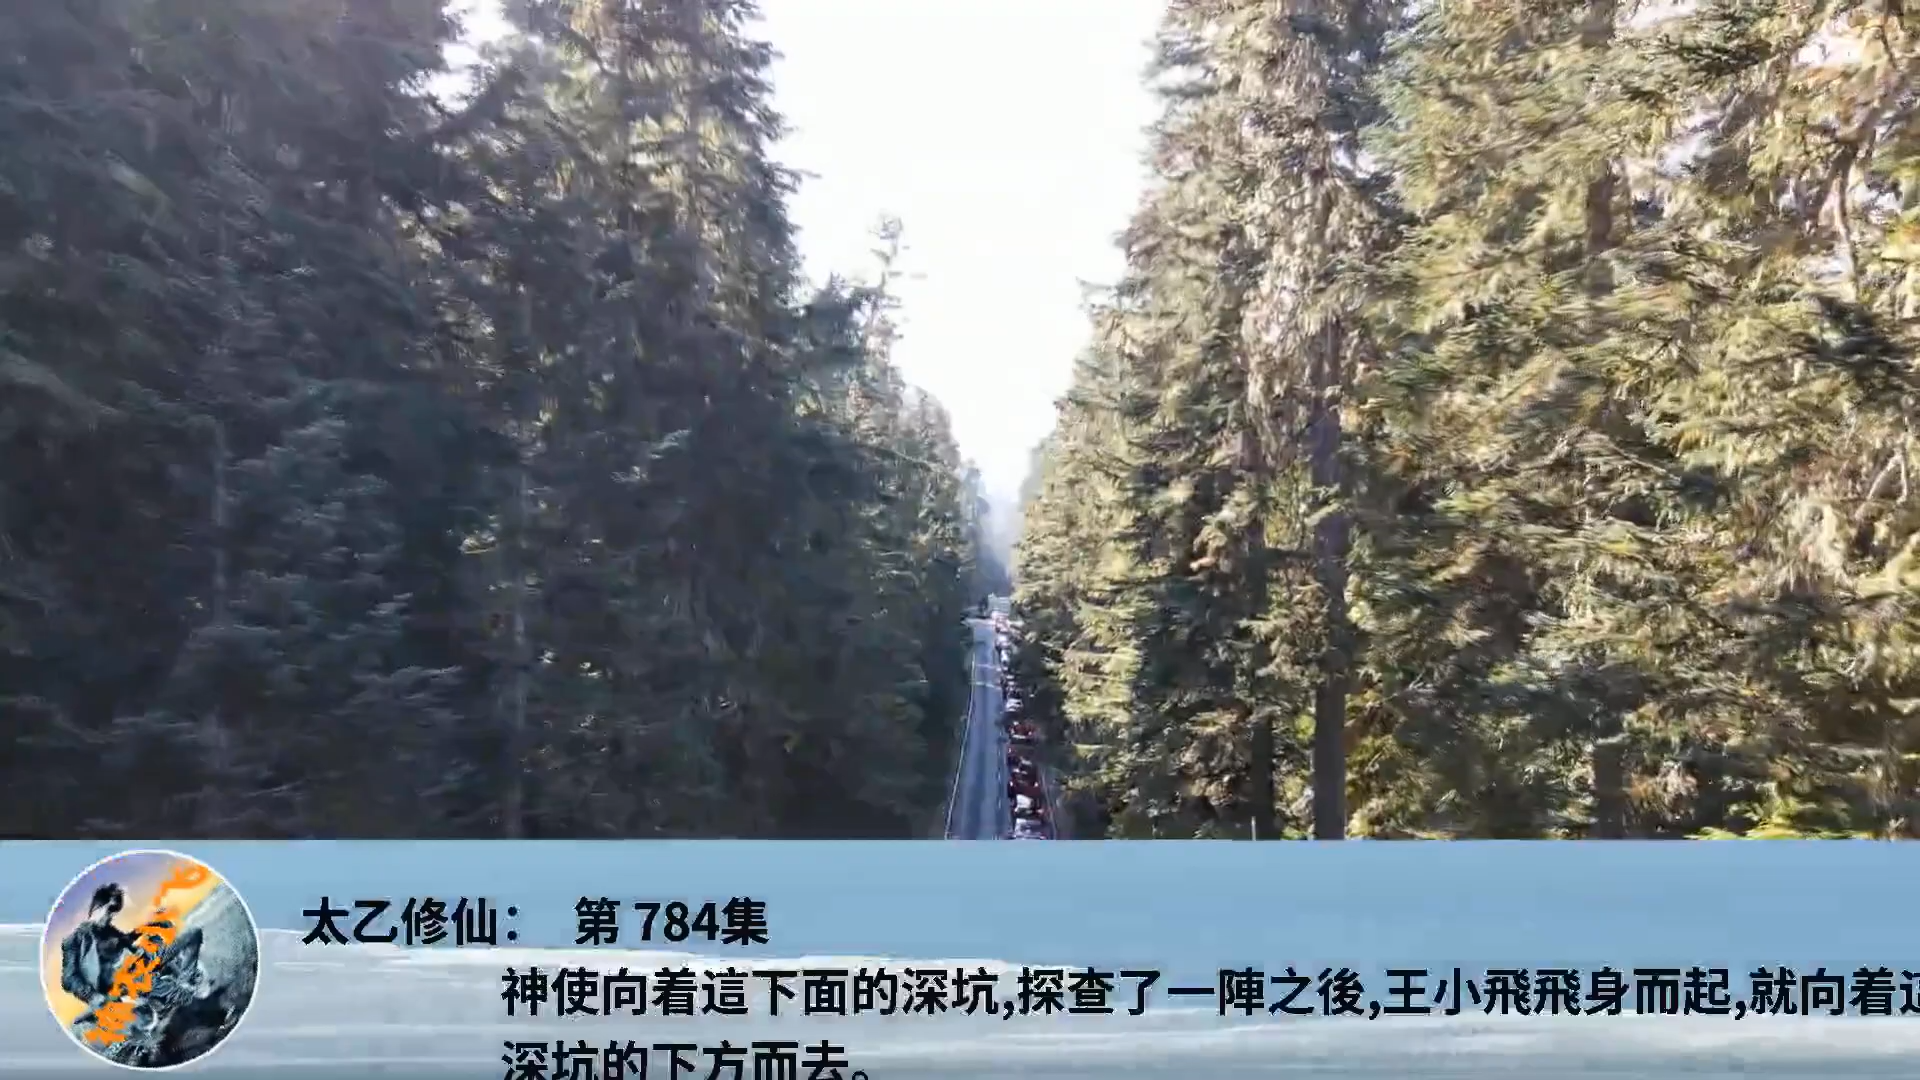 太乙修仙： 第 784集
神使向着這下面的深坑,探查了一陣之後,王小飛飛身而起,就向着這
深坑的下方而去。